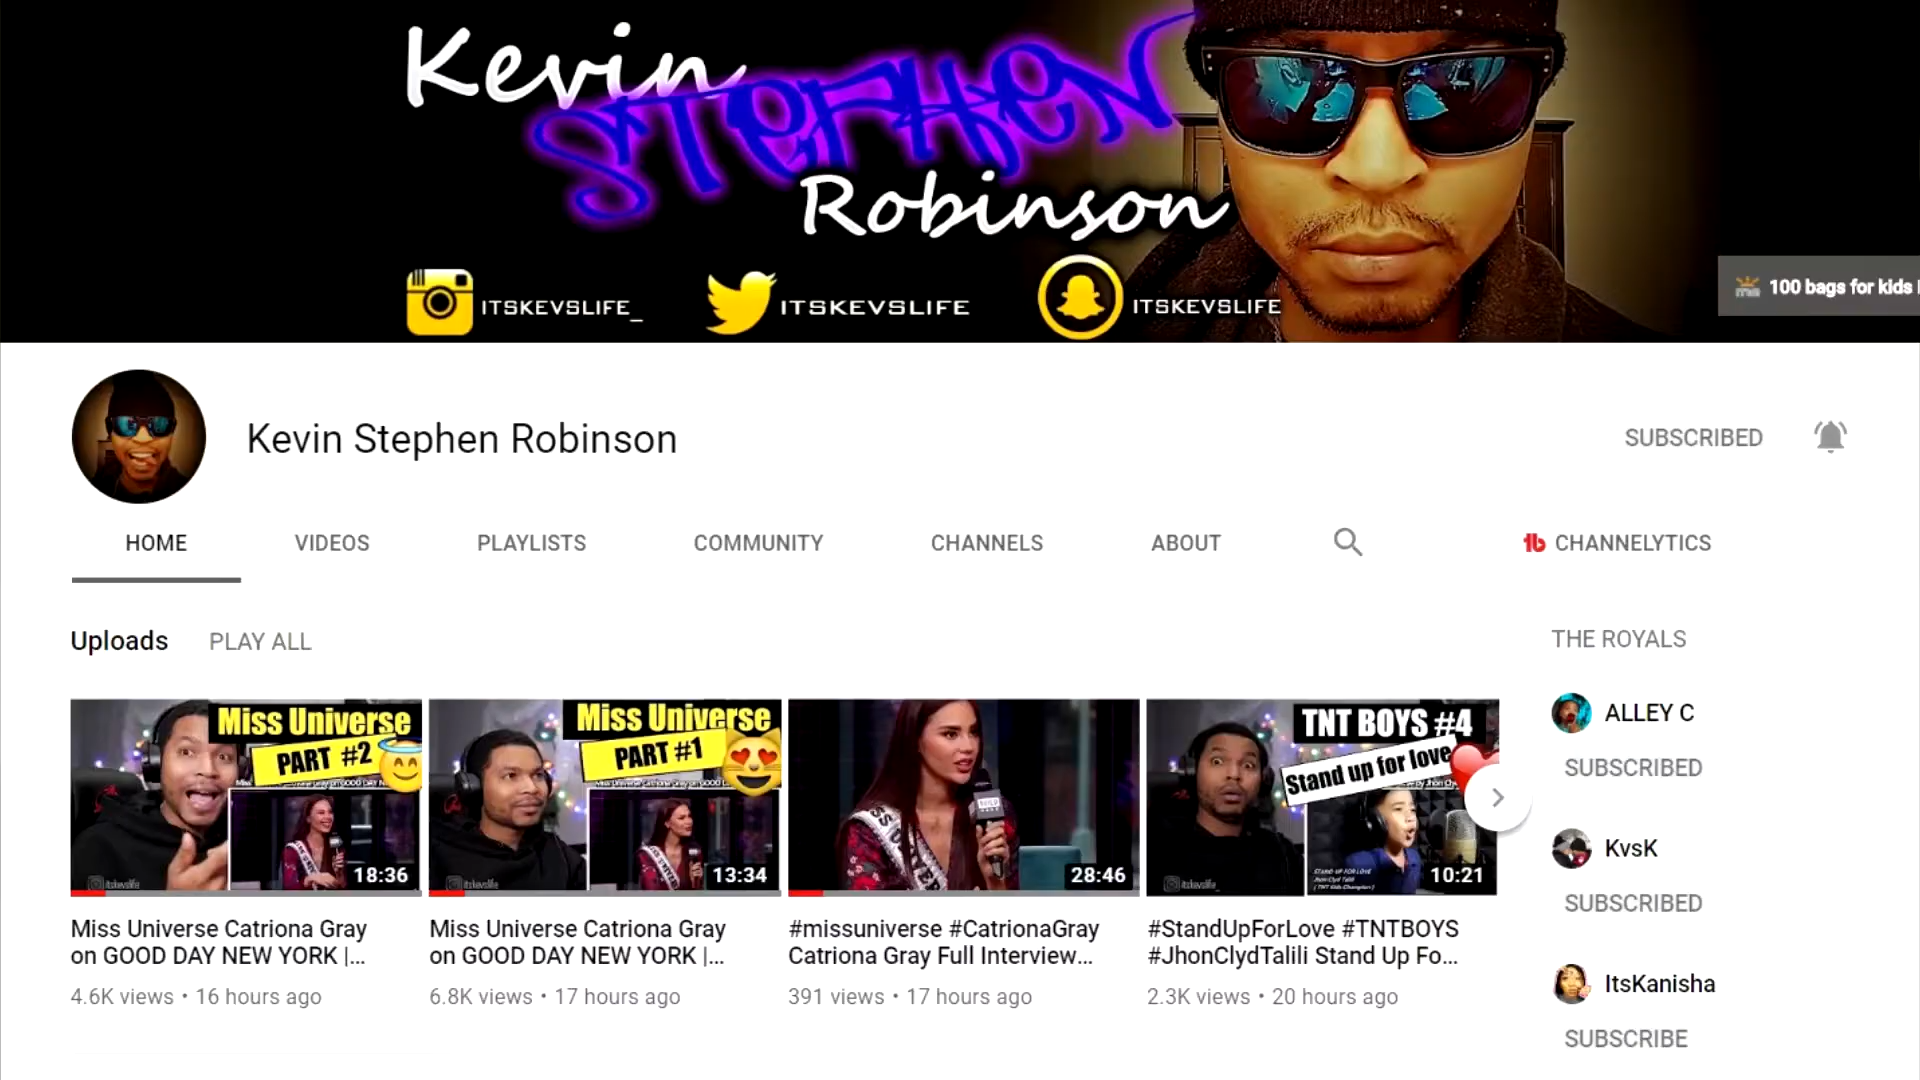 Kevin
STEPHEN
Robinson
ITSKEVSLIFE_
ITSKEVSLIFE
ITSKEVSLIFE
100 bags for kids
Kevin Stephen Robinson
SUBSCRIBED
HOME
VIDEOS
PLAYLISTS
COMMUNITY
CHANNELS
ABOUT
CHANNELYTICS
Uploads
PLAY ALL
Miss Universe
PART #2
18:36
Miss Universe Catriona Gray
on GOOD DAY NEW YORK |...
4.6K views • 16 hours ago
Miss Universe
PART #1
13:34
Miss Universe Catriona Gray
on GOOD DAY NEW YORK |...
6.8K views • 17 hours ago
28:46
#missuniverse #CatrionaGray
Catriona Gray Full Interview...
391 views • 17 hours ago
TNT BOYS #4
Stand up for love
STAND UP FOR LOVE
10:21
#StandUpForLove #TNTBOYS
#JhonClydTalili Stand Up Fo...
2.3K views • 20 hours ago
THE ROYALS
ALLEY C
SUBSCRIBED
KvsK
SUBSCRIBED
ItsKanisha
SUBSCRIBE